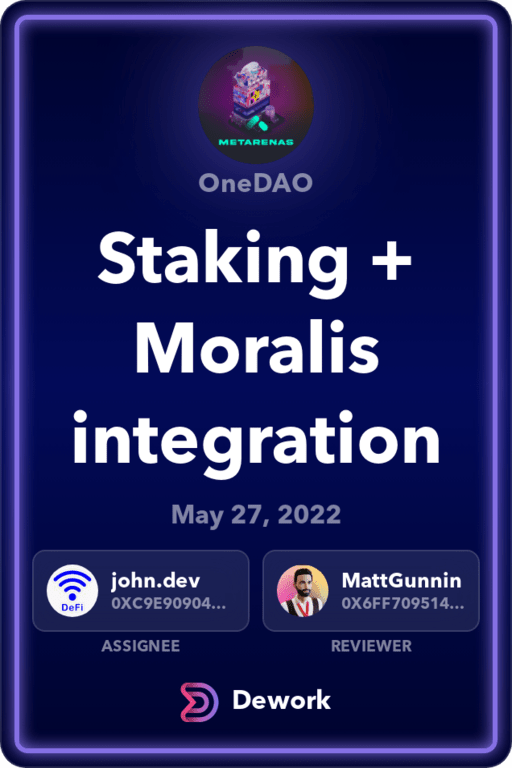 METARENAS
OneDAO
Staking +
Moralis
integration
May 27, 2022
john.dev
0XC9E90904...
DeFi
ASSIGNEE
MattGunnin
0X6FF709514...
REVIEWER
Dework